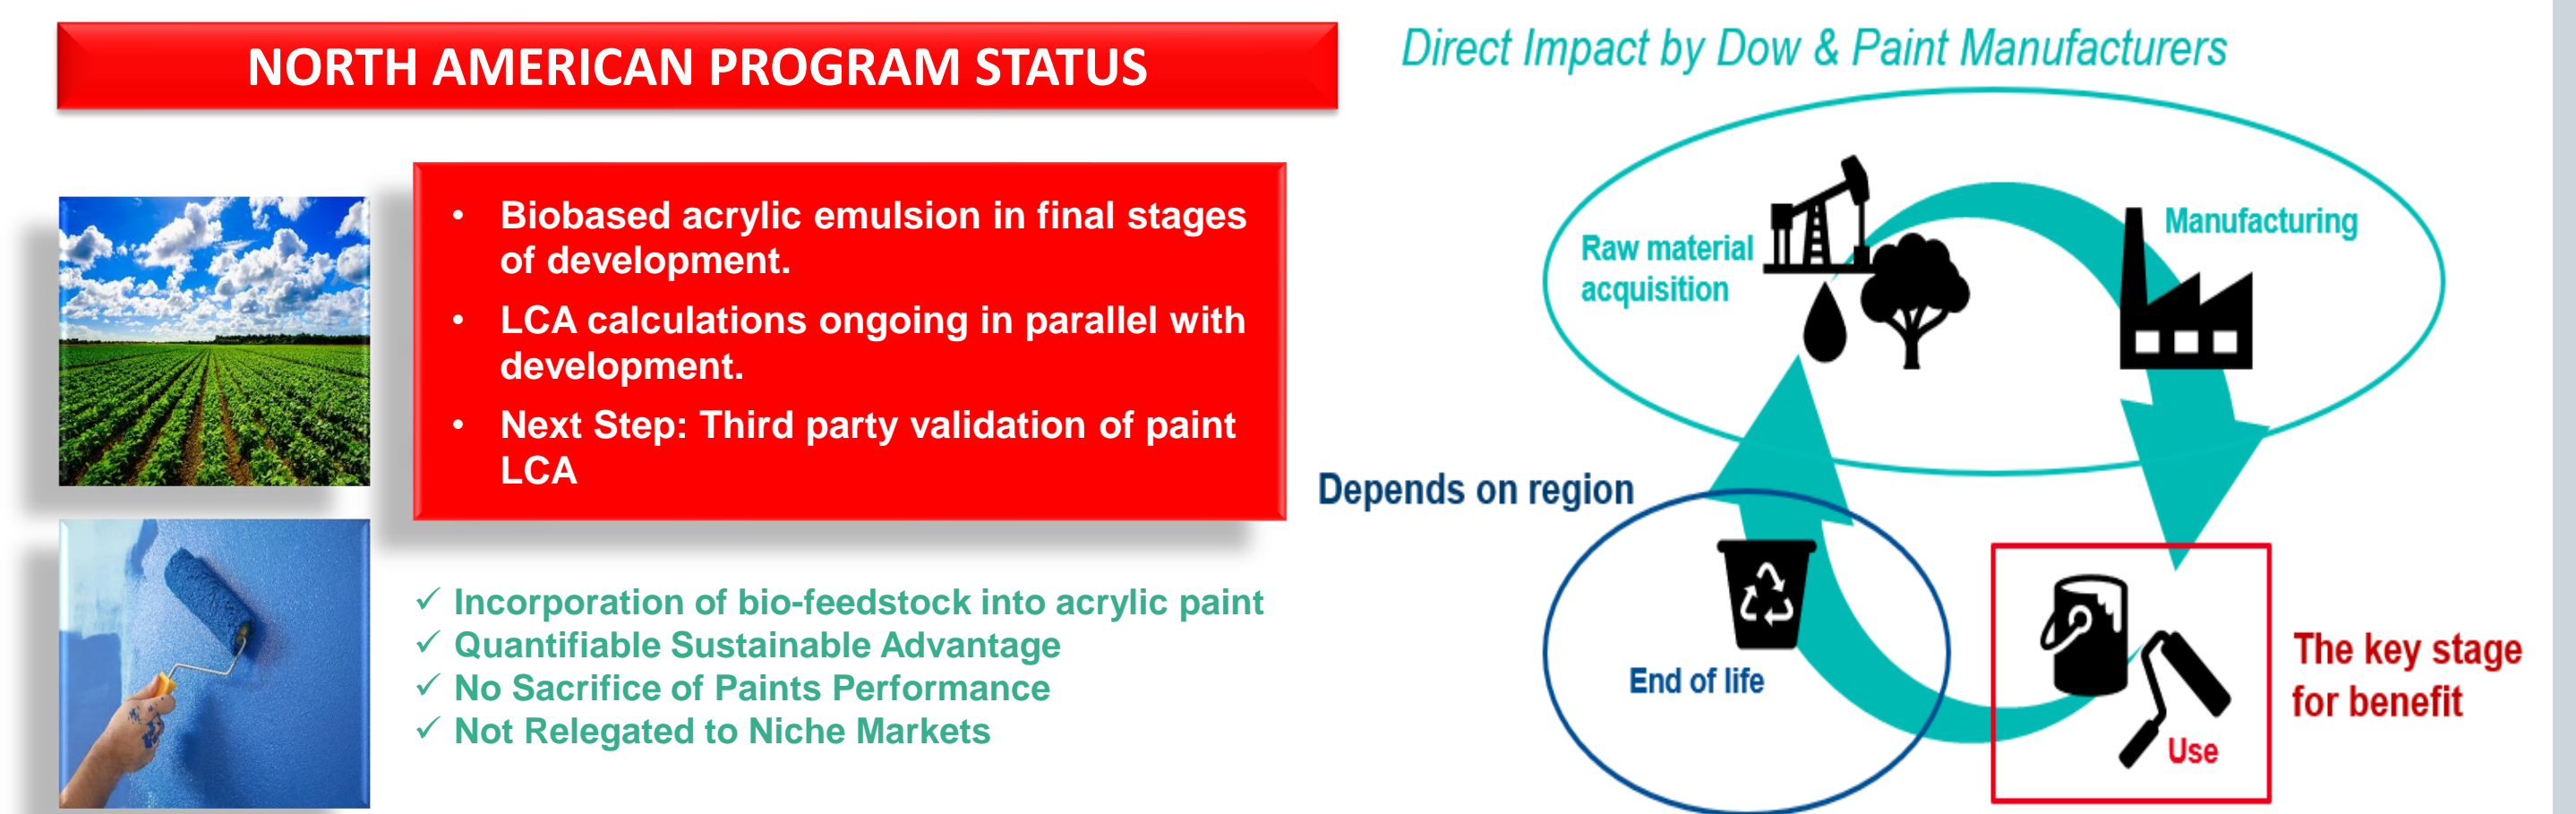 NORTH AMERICAN PROGRAM STATUS
• Biobased acrylic emulsion in final stages
of development.
• LCA calculations ongoing in parallel with
development.
• Next Step: Third party validation of paint
LCA
✓ Incorporation of bio-feedstock into acrylic paint
✓ Quantifiable Sustainable Advantage
✓ No Sacrifice of Paints Performance
✓ Not Relegated to Niche Markets
Direct Impact by Dow & Paint Manufacturers
Raw material
acquisition
Manufacturing
Depends on region
End of life
Use
The key stage
for benefit